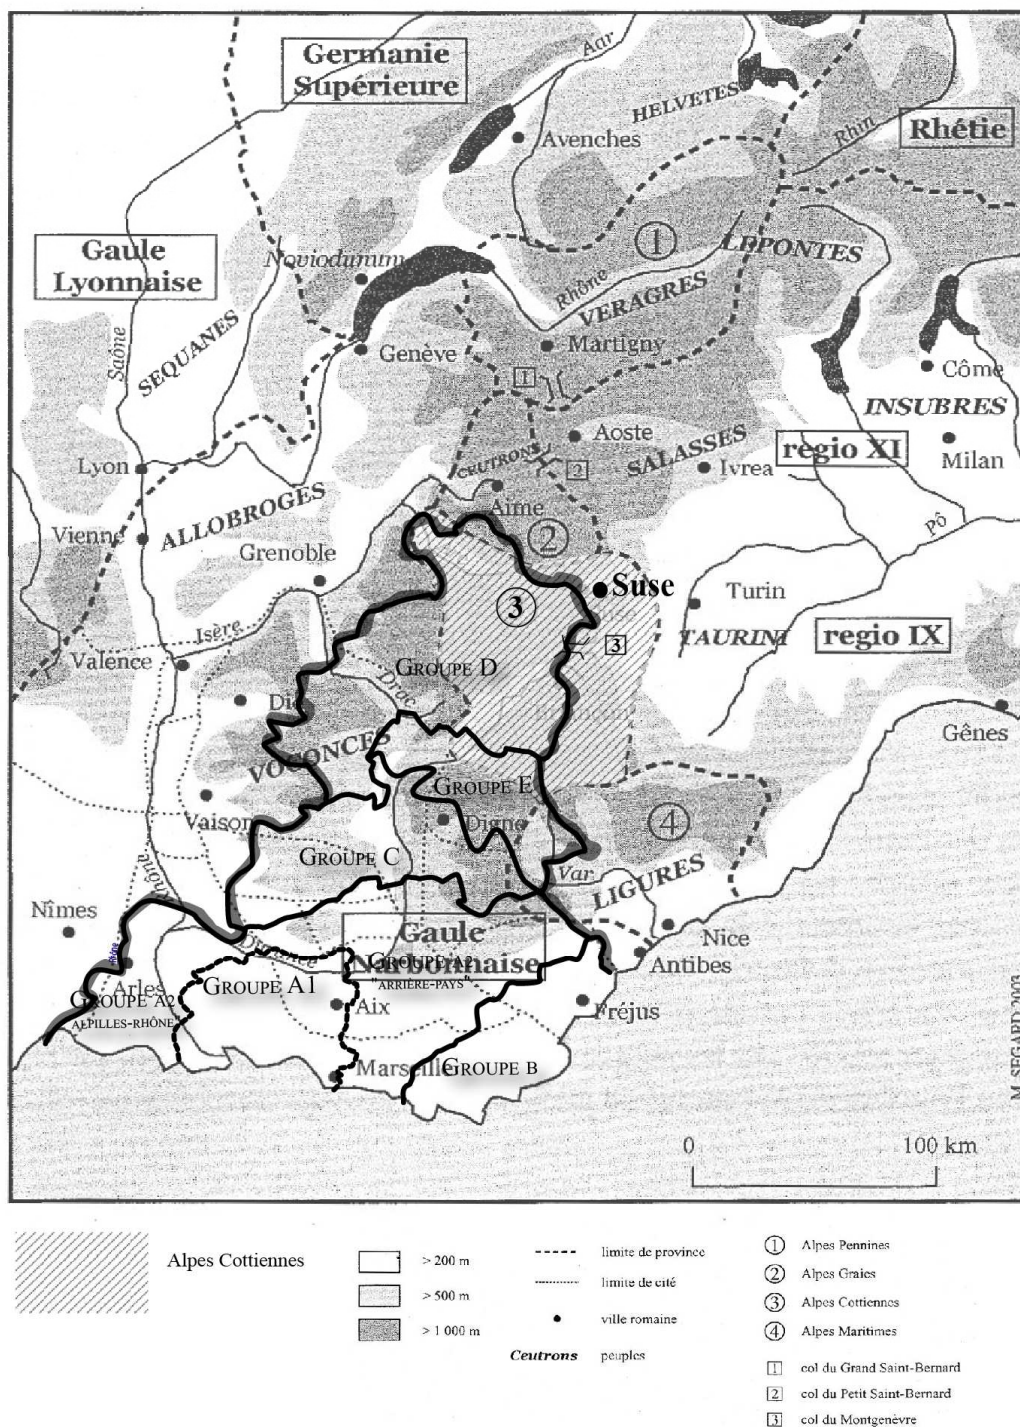 Germanie
Supérieure
Aar
HELVETES
Avenches
Rhin
Rhétie
1
LEPONTES
Gaule
Lyonnaise
Noviodunum
Rhône
VERAGRES
Saône
SEQUANES
Genève
Martigny
1
Côme
INSUBRES
Aoste
SALASSES
regio XI
Milan
Lyon
CEUTRONS
2
Ivrea
Aime
ALLOBROGES
Vienne
Pô
2
Grenoble
Suse
Turin
3
Isère
TAURINI
regio IX
3
Valence
GROUPE D
Drac
Die
Gênes
VOCONCES
GROUPE E
Vaison
Digne
4
GROUPE C
Var
LIGURES
Rhône
Nîmes
Gaule
Narbonnaise
Nice
Durance
Antibes
Rhône
Arles
GROUPE A2
"ARRIÈRE-PAYS"
GROUPE A1
GROUPE A2
ALPILLES-RHÔNE
Aix
Fréjus
Marseille
GROUPE B
M. SEGARD 2003
0
100 km
Alpes Cottiennes
> 200 m
> 500 m
> 1 000 m
limite de province
limite de cité
ville romaine
Ceutrons peuples
1 Alpes Pennines
2 Alpes Graies
3 Alpes Cottiennes
4 Alpes Maritimes
1 col du Grand Saint-Bernard
2 col du Petit Saint-Bernard
3 col du Montgenèvre